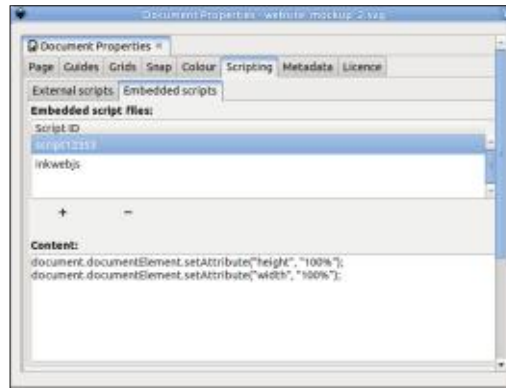 Document Properties - website mockup 2.svg
Document Properties
Page Guides Grids Snap Colour Scripting Metadata Licence
External scripts Embedded scripts
Embedded script files:
Script ID
script12353
inkwebjs
+ −
Content:
document.documentElement.setAttribute("height", "100%");
document.documentElement.setAttribute("width", "100%");